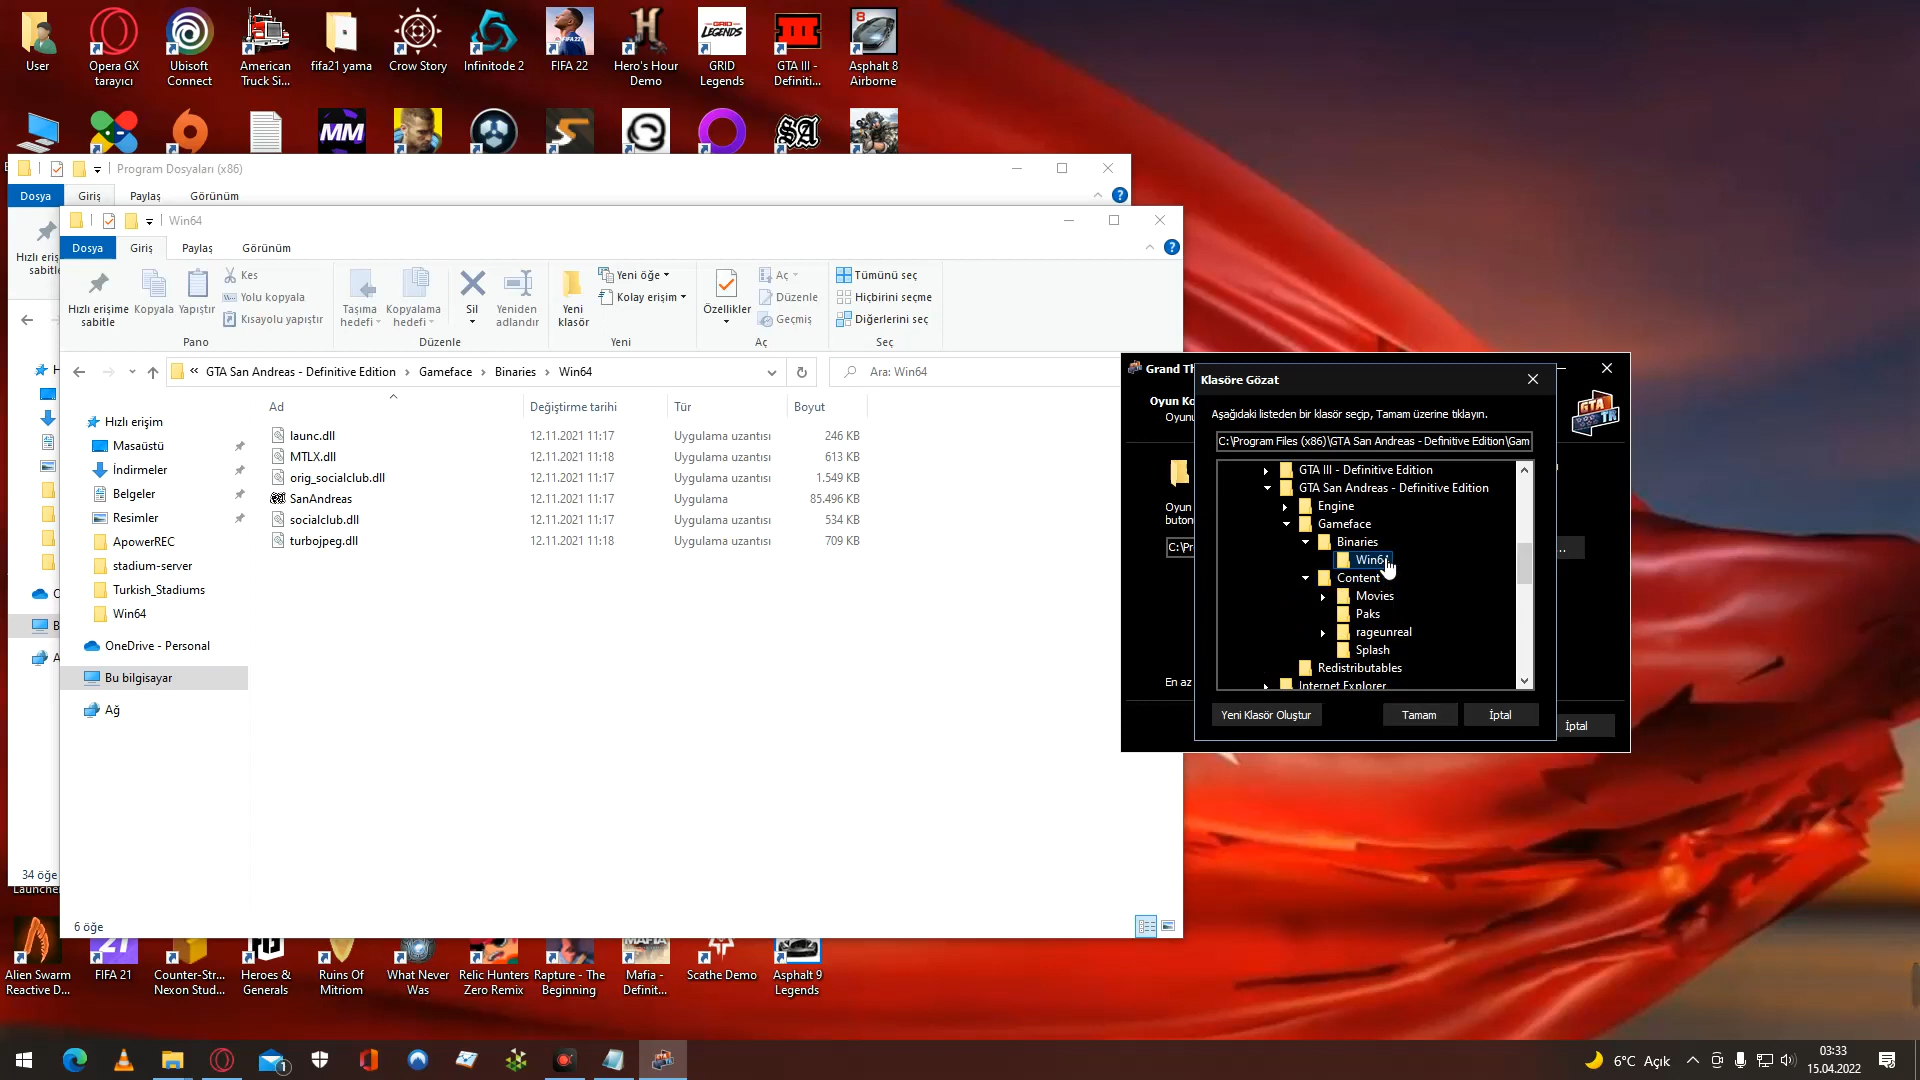 User
Opera GX
tarayıcı
Ubisoft
Connect
American
Truck Si...
fifa21 yama
Crow Story
Infinitode 2
FIFA 22
Hero's Hour
Demo
GRID
Legends
GTA III -
Definiti...
Asphalt 8
Airborne
Program Dosyaları (x86)
Dosya
Giriş
Paylaş
Görünüm
Win64
Dosya
Giriş
Paylaş
Görünüm
Hızlı erişime
sabitle
Kopyala
Yapıştır
Kes
Yolu kopyala
Kısayolu yapıştır
Pano
Taşıma
hedefi
Kopyalama
hedefi
Sil
Yeniden
adlandır
Düzenle
Yeni
klasör
Yeni öğe
Kolay erişim
Yeni
Özellikler
Aç
Düzenle
Geçmiş
Aç
Tümünü seç
Hiçbirini seçme
Diğerlerini seç
Seç
« GTA San Andreas - Definitive Edition > Gameface > Binaries > Win64
Ara: Win64
Ad
Değiştirme tarihi
Tür
Boyut
launc.dll 12.11.2021 11:17 Uygulama uzantısı 246 KB
MTLX.dll 12.11.2021 11:18 Uygulama uzantısı 613 KB
orig_socialclub.dll 12.11.2021 11:17 Uygulama uzantısı 1.549 KB
SanAndreas 12.11.2021 11:17 Uygulama 85.496 KB
socialclub.dll 12.11.2021 11:17 Uygulama uzantısı 534 KB
turbojpeg.dll 12.11.2021 11:18 Uygulama uzantısı 709 KB
Hızlı erişim
Masaüstü
İndirmeler
Belgeler
Resimler
ApowerREC
stadium-server
Turkish_Stadiums
Win64
OneDrive - Personal
Bu bilgisayar
Ağ
34 öğe
6 öğe
Grand Th
Oyun Ko
Oyunu
Oyun
buton
C:\Pr
En az
...
İptal
GTA
TR
Klasöre Gözat
Aşağıdaki listeden bir klasör seçip, Tamam üzerine tıklayın.
C:\Program Files (x86)\GTA San Andreas - Definitive Edition\Gam
GTA III - Definitive Edition
GTA San Andreas - Definitive Edition
Engine
Gameface
Binaries
Win64
Content
Movies
Paks
rageunreal
Splash
Redistributables
Internet Explorer
Yeni Klasör Oluştur
Tamam
İptal
Alien Swarm
Reactive D...
FIFA 21
Counter-Str...
Nexon Stud...
Heroes &
Generals
Ruins Of
Mitriom
What Never
Was
Relic Hunters
Zero Remix
Rapture - The
Beginning
Mafia -
Definit...
Scathe Demo
Asphalt 9
Legends
6°C Açık
03:33
15.04.2022